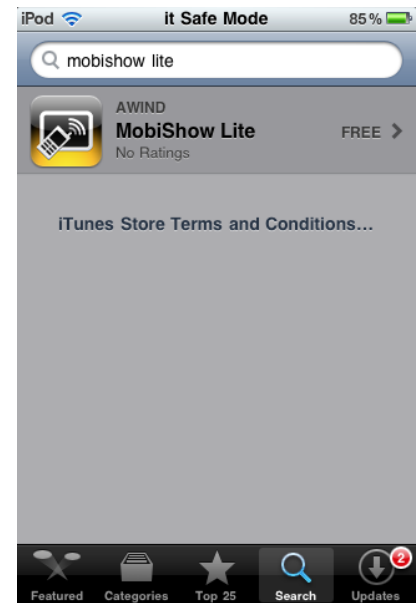 iPod it Safe Mode 85%
mobishow lite
AWIND
MobiShow Lite FREE
No Ratings
iTunes Store Terms and Conditions...
2
Featured Categories Top 25 Search Updates